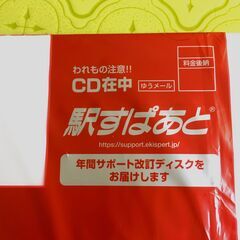 われもの注意!!
CD在中
ゆうメール
料金後納
駅すぱあと®
https://support.ekispert.jp/
年間サポート改訂ディスクを
お届けします